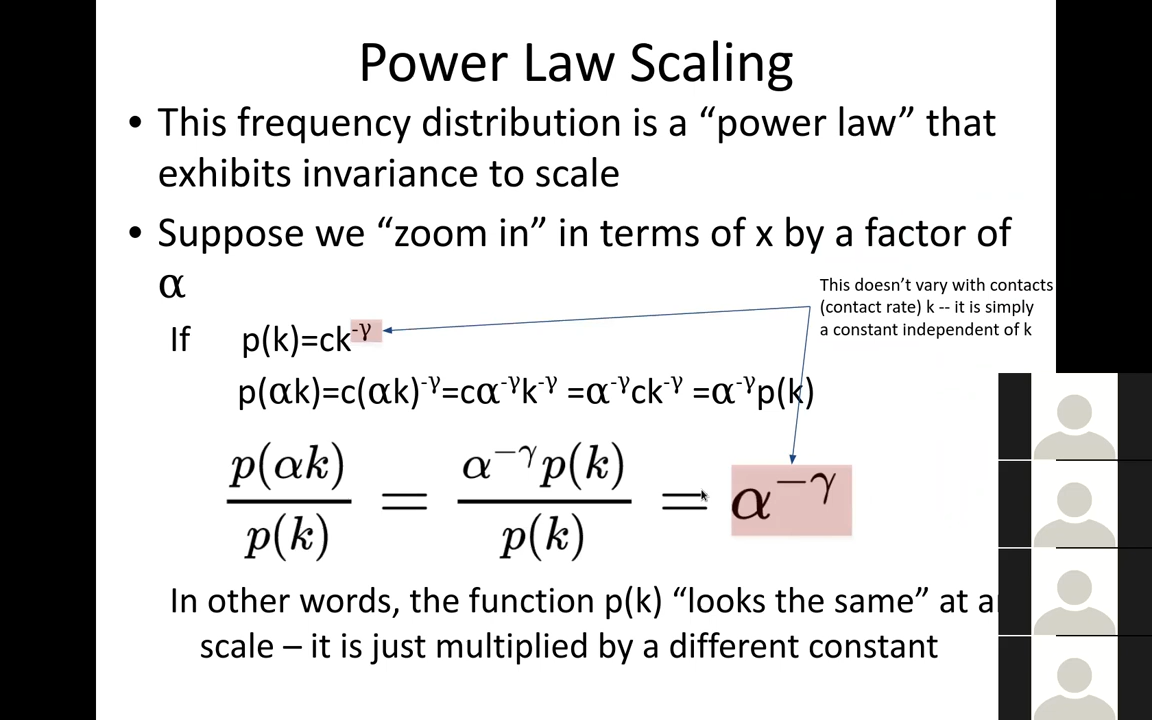 Power Law Scaling
• This frequency distribution is a “power law” that
exhibits invariance to scale
• Suppose we “zoom in” in terms of x by a factor of
α
This doesn’t vary with contacts
(contact rate) k -- it is simply
a constant independent of k
If p(k)=ck^-γ
p(αk)=c(αk)^-γ=cα^-γk^-γ =α^-γck^-γ =α^-γp(k)
p(αk)/p(k) = α^−γ p(k)/p(k) = α^−γ
In other words, the function p(k) “looks the same” at
scale – it is just multiplied by a different constant